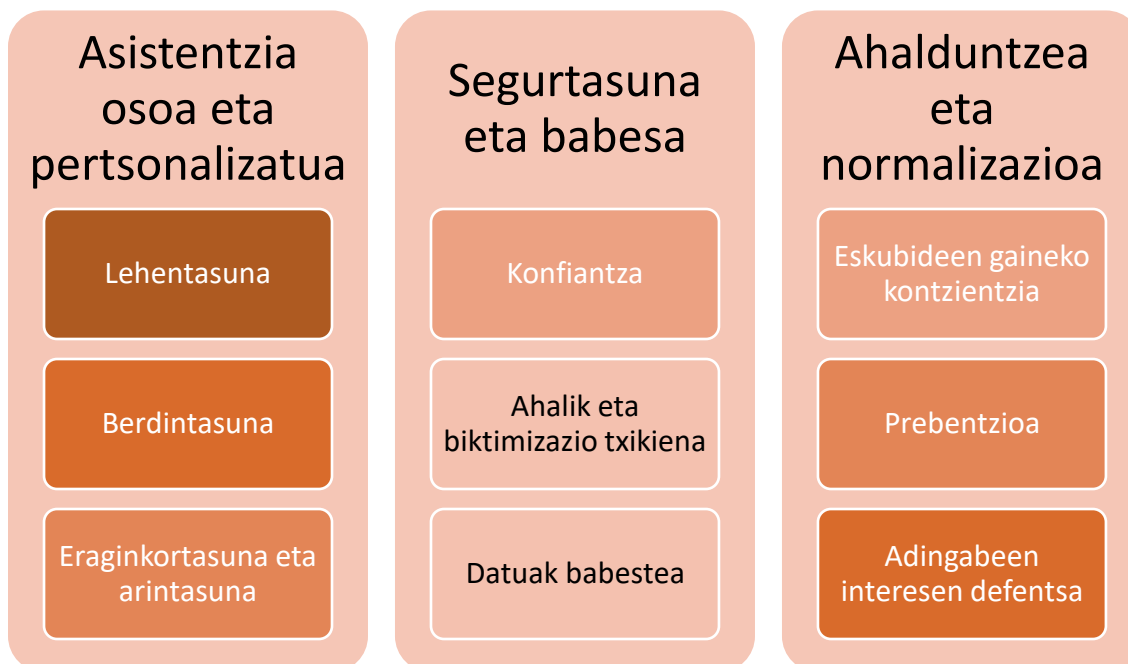 Asistentzia
osoa eta
pertsonalizatua
Lehentasuna
Berdintasuna
Eraginkortasuna eta
arintasuna
Segurtasuna
eta babesa
Konfiantza
Ahalik eta
biktimizazio txikiena
Datuak babestea
Ahalduntzea
eta
normalizazioa
Eskubideen gaineko
kontzientzia
Prebentzioa
Adingabeen
interesen defentsa